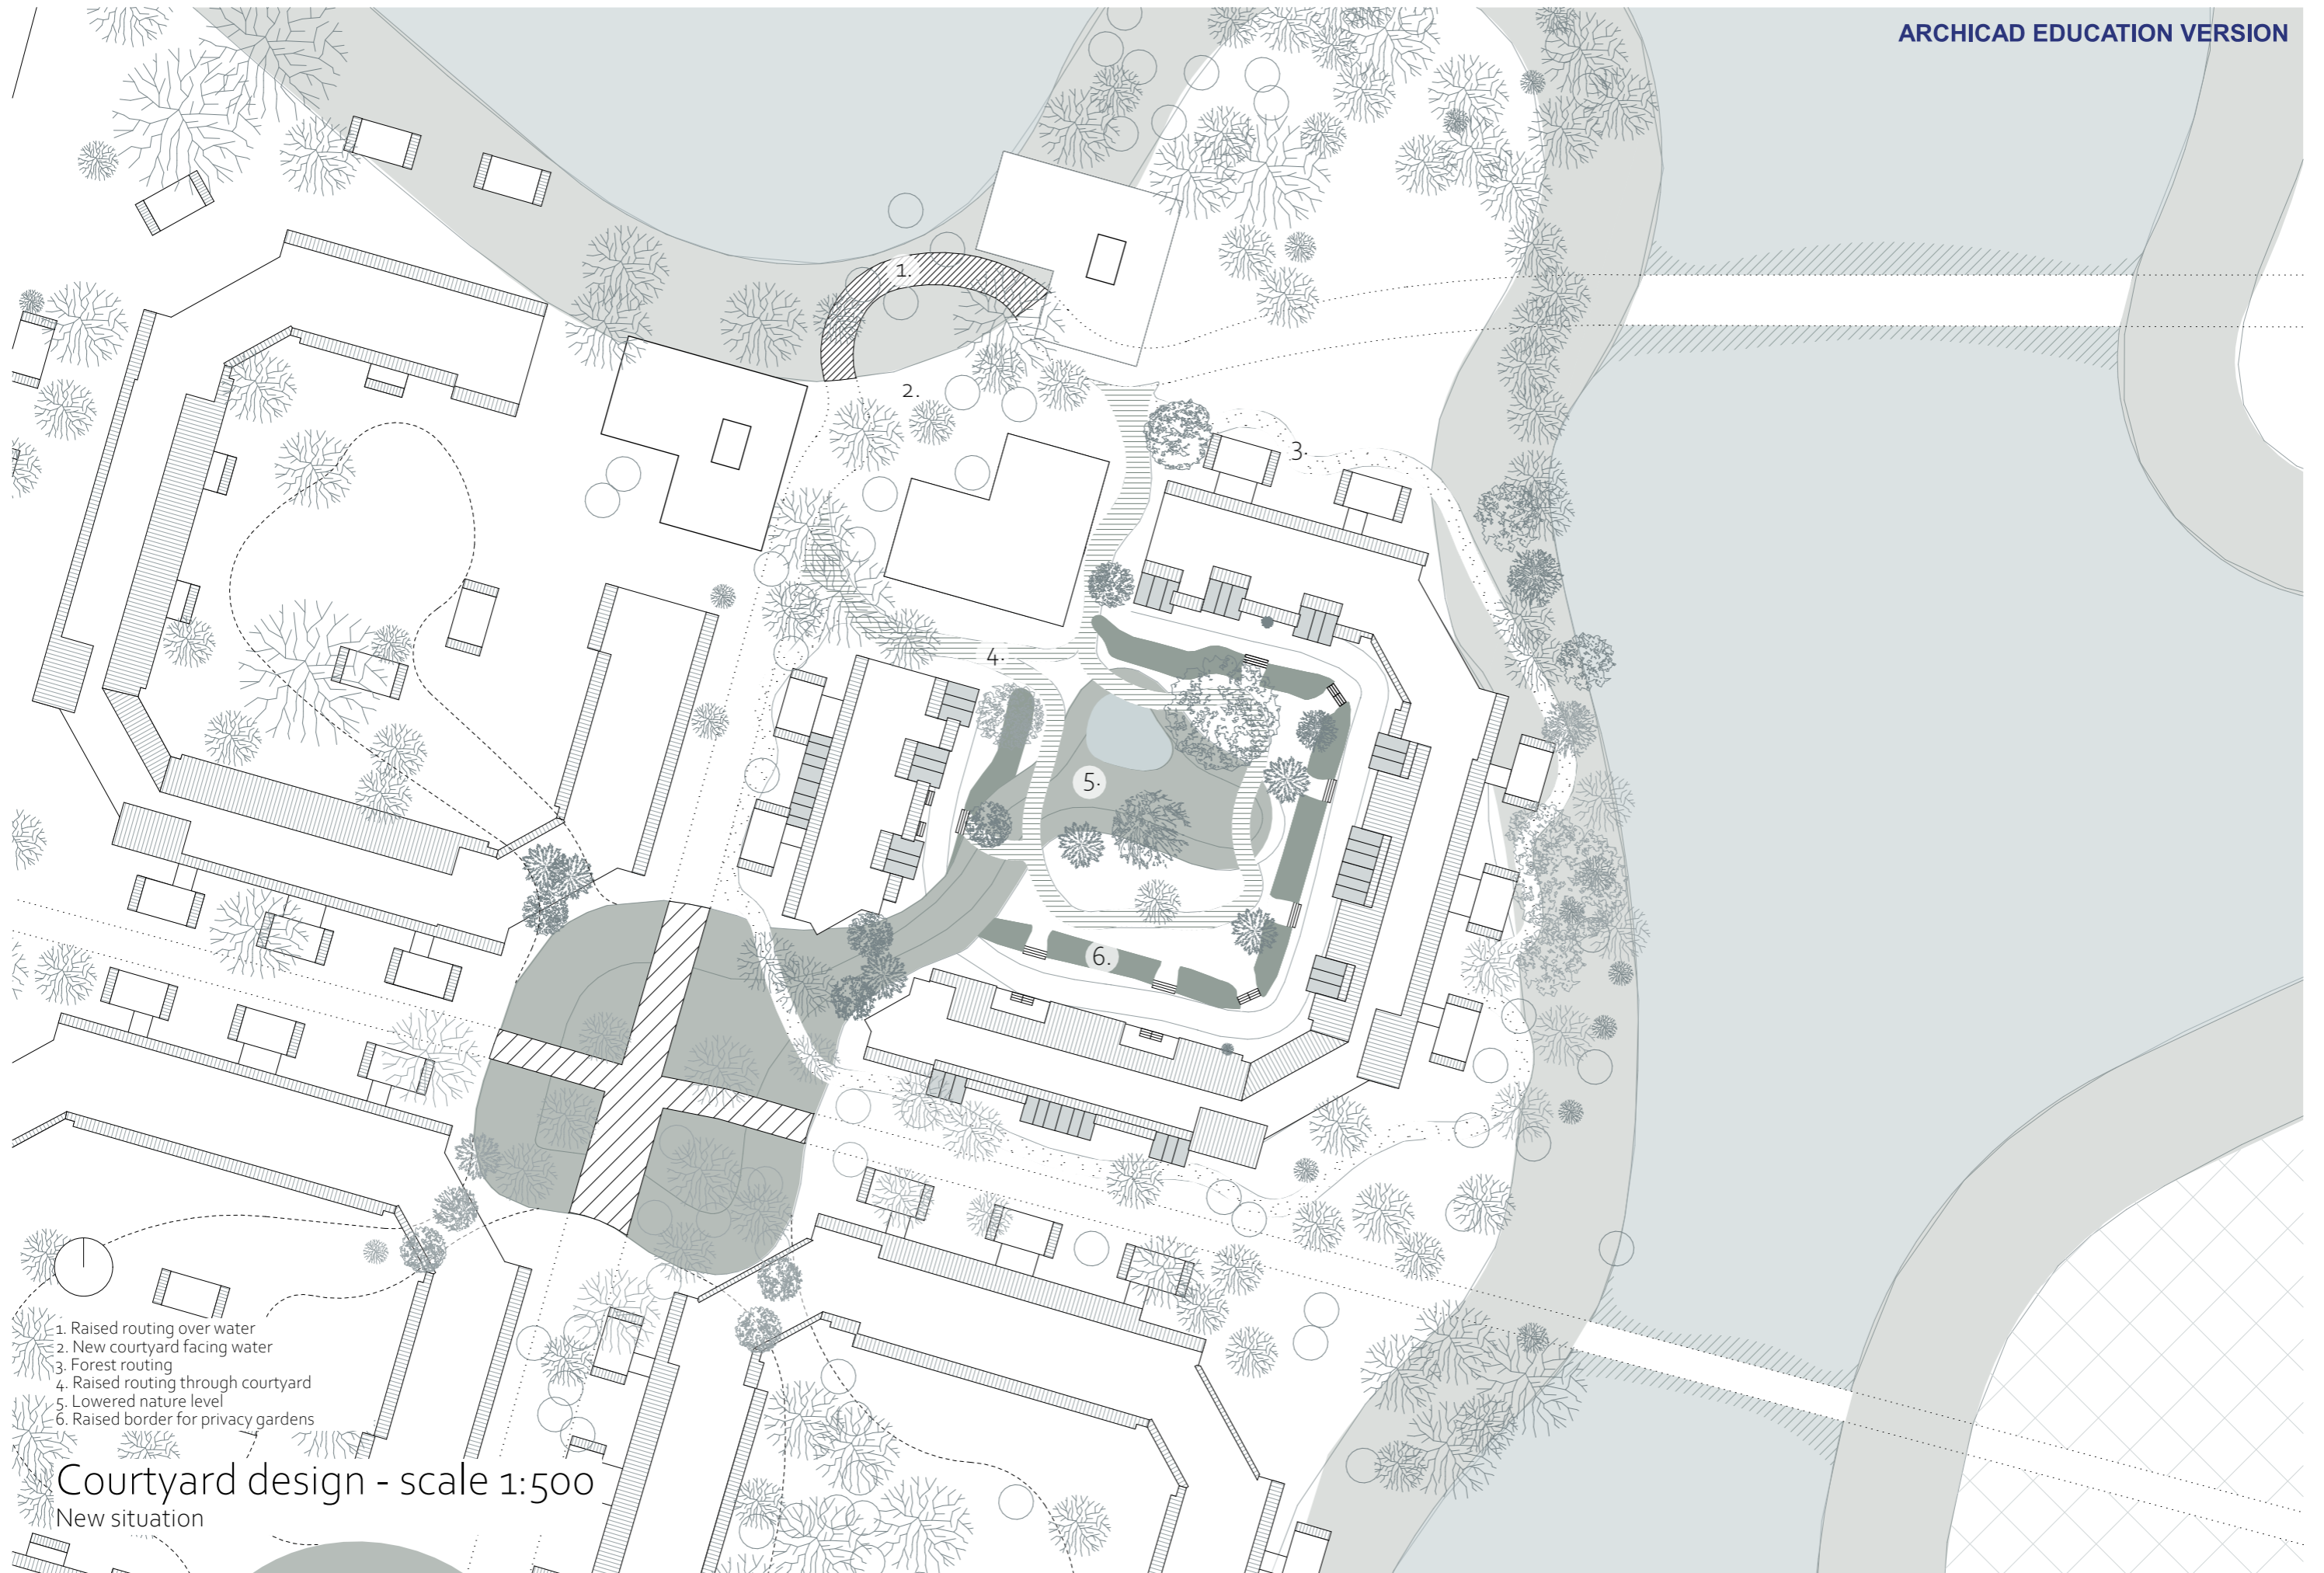 ARCHICAD EDUCATION VERSION
1.
2.
3.
4.
5.
6.
1. Raised routing over water
2. New courtyard facing water
3. Forest routing
4. Raised routing through courtyard
5. Lowered nature level
6. Raised border for privacy gardens
Courtyard design - scale 1:500
New situation